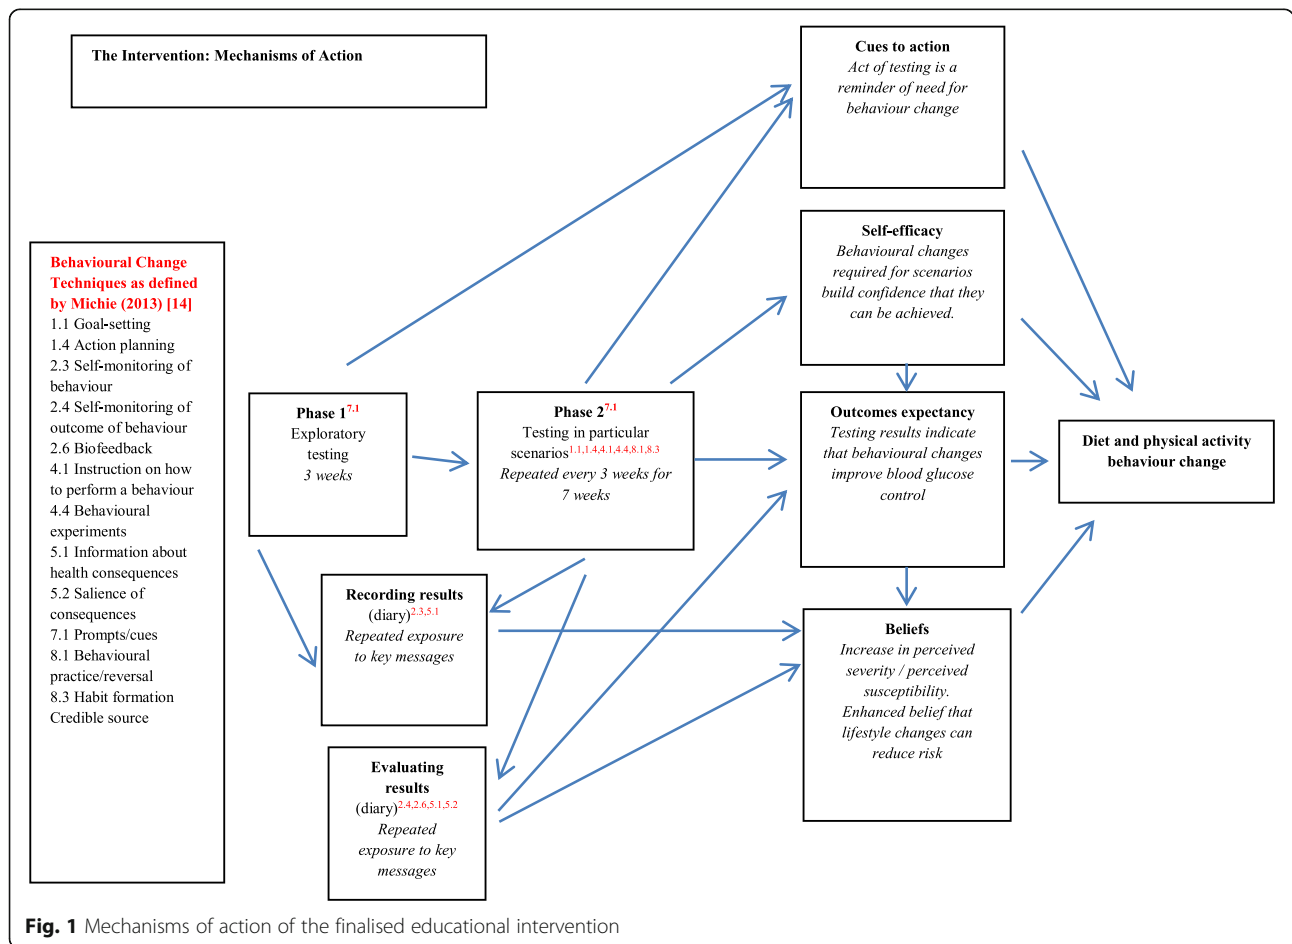 The Intervention: Mechanisms of Action
Cues to action
Act of testing is a
reminder of need for
behaviour change
Behavioural Change
Techniques as defined
by Michie (2013) [14]
1.1 Goal-setting
1.4 Action planning
2.3 Self-monitoring of
behaviour
2.4 Self-monitoring of
outcome of behaviour
2.6 Biofeedback
4.1 Instruction on how
to perform a behaviour
4.4 Behavioural
experiments
5.1 Information about
health consequences
5.2 Salience of
consequences
7.1 Prompts/cues
8.1 Behavioural
practice/reversal
8.3 Habit formation
Credible source
Phase 1 7.1
Exploratory
testing
3 weeks
Phase 2 7.1
Testing in particular
scenarios 1.1,1.4,4.1,4.4,8.1,8.3
Repeated every 3 weeks for
7 weeks
Recording results
(diary) 2.3,5.1
Repeated exposure
to key messages
Evaluating
results
(diary) 2.4,2.6,5.1,5.2
Repeated
exposure to key
messages
Self-efficacy
Behavioural changes
required for scenarios
build confidence that they
can be achieved.
Outcomes expectancy
Testing results indicate
that behavioural changes
improve blood glucose
control
Beliefs
Increase in perceived
severity / perceived
susceptibility.
Enhanced belief that
lifestyle changes can
reduce risk
Diet and physical activity
behaviour change
Fig. 1 Mechanisms of action of the finalised educational intervention